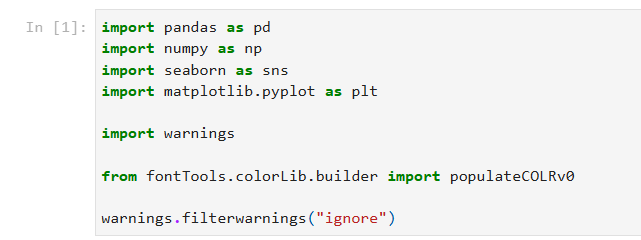 In [1]: import pandas as pd
import numpy as np
import seaborn as sns
import matplotlib.pyplot as plt
import warnings
from fontTools.colorLib.builder import populateCOLRv0
warnings.filterwarnings("ignore")